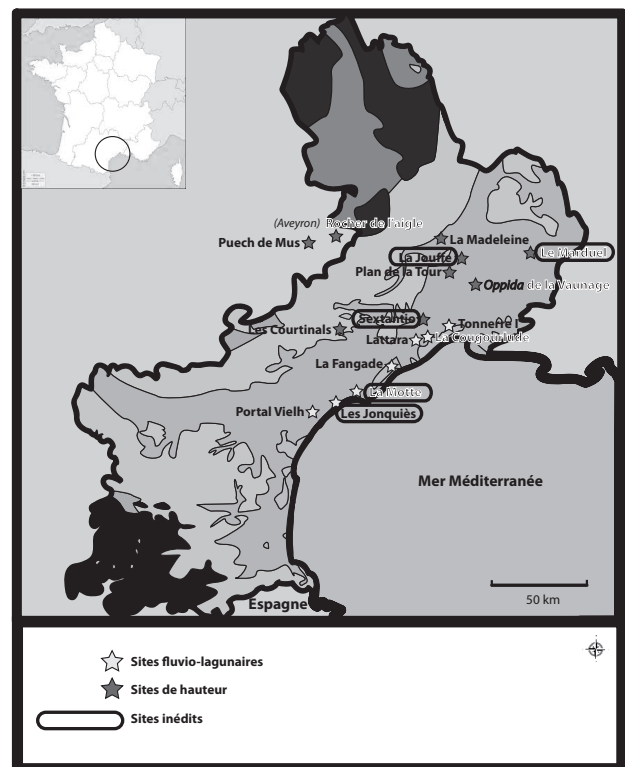 (Aveyron) Rocher de l'aigle
Puech de Mus
La Madeleine
La Jouffe
Le Marduel
Plan de la Tour
Oppida de la Vaunage
Sextantio
Tonnerre I
Les Courtinals
Lattara
La Cougourlude
La Fangade
La Motte
Portal Vielh
Les Jonquiès
Mer Méditerranée
50 km
Espagne
Sites fluvio-lagunaires
Sites de hauteur
Sites inédits